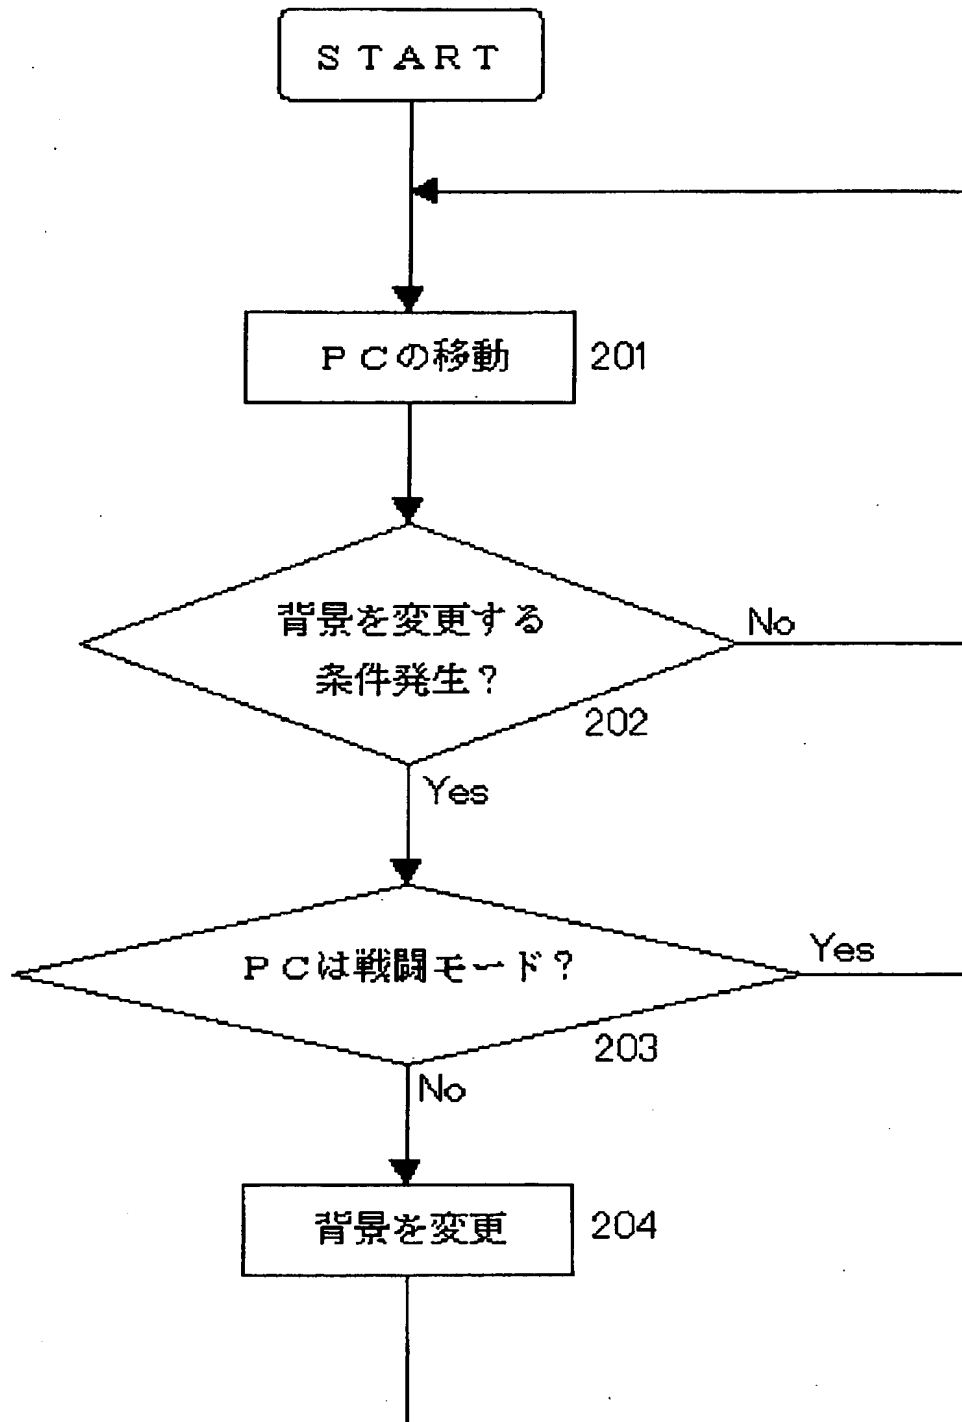 ＳＴＡＲＴ
ＰＣの移動
201
背景を変更する
条件発生？
No
202
Yes
ＰＣは戦闘モード？
Yes
203
No
背景を変更
204